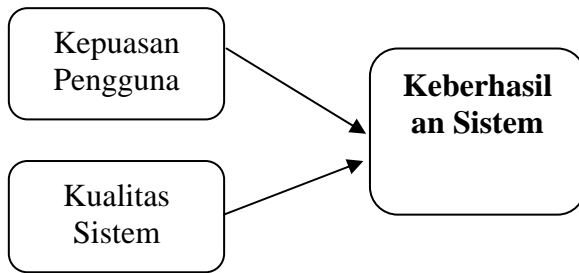 Kepuasan
Pengguna
Keberhasil
an Sistem
Kualitas
Sistem